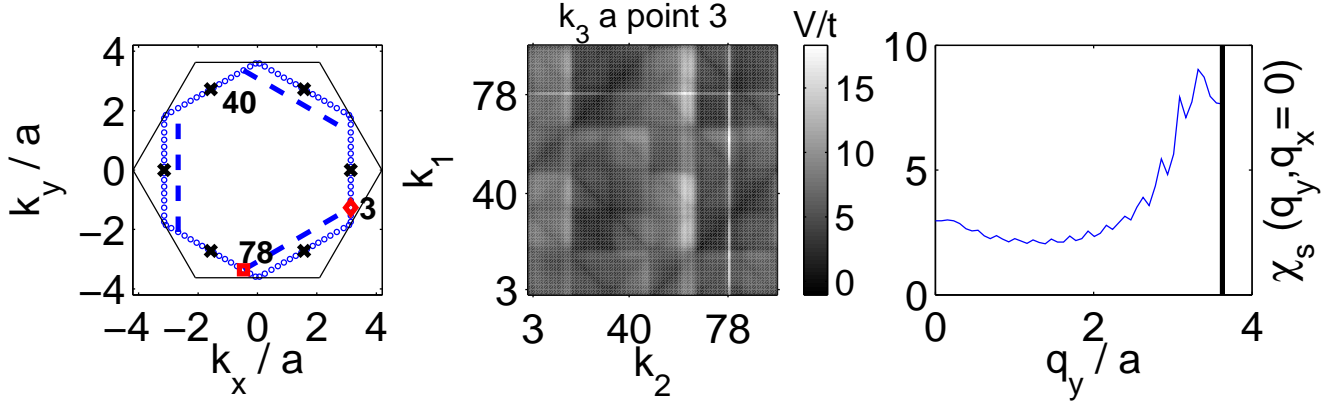 k_y / a
4
2
0
−2
−4
40
3
78
−4 −2 0 2 4
k_x / a
k_3 a point 3
k_1
78
40
3
3 40 78
k_2
V/t
15
10
5
0
10
5
0
0 2 4
q_y / a
χ_s (q_y,q_x = 0)